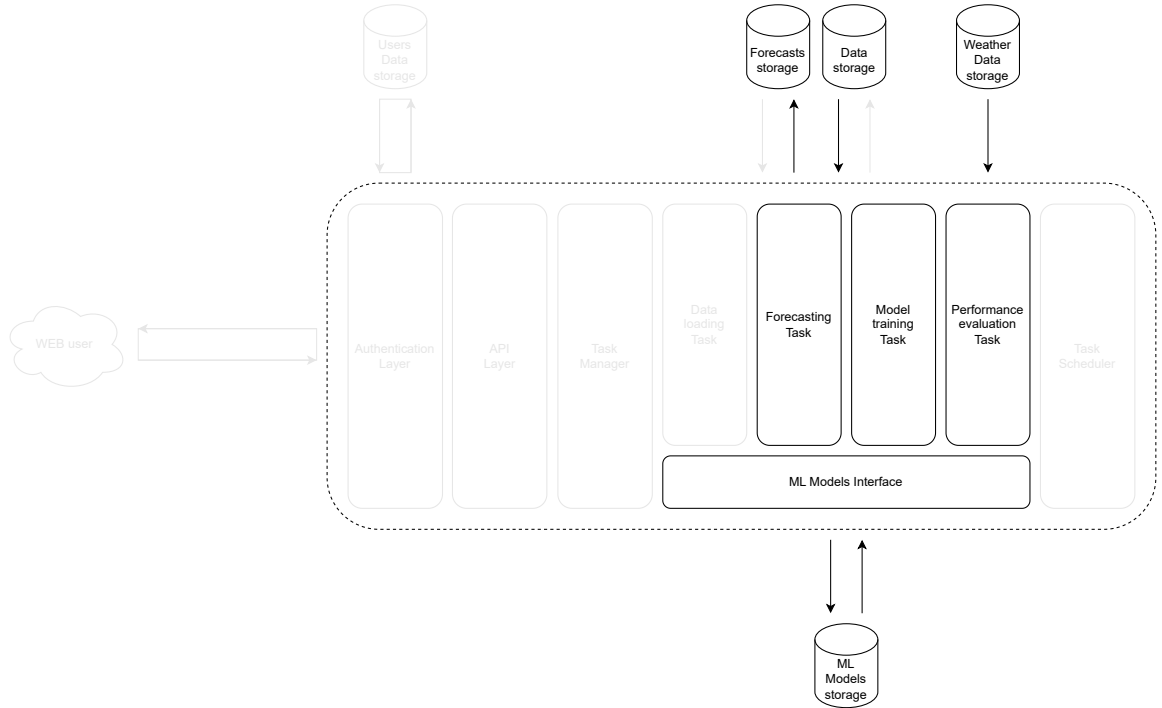 Users
Data
storage
Forecasts
storage
Data
storage
Weather
Data
storage
WEB user
Authentication
Layer
API
Layer
Task
Manager
Data
loading
Task
Forecasting
Task
Model
training
Task
Performance
evaluation
Task
Task
Scheduler
ML Models Interface
ML
Models
storage